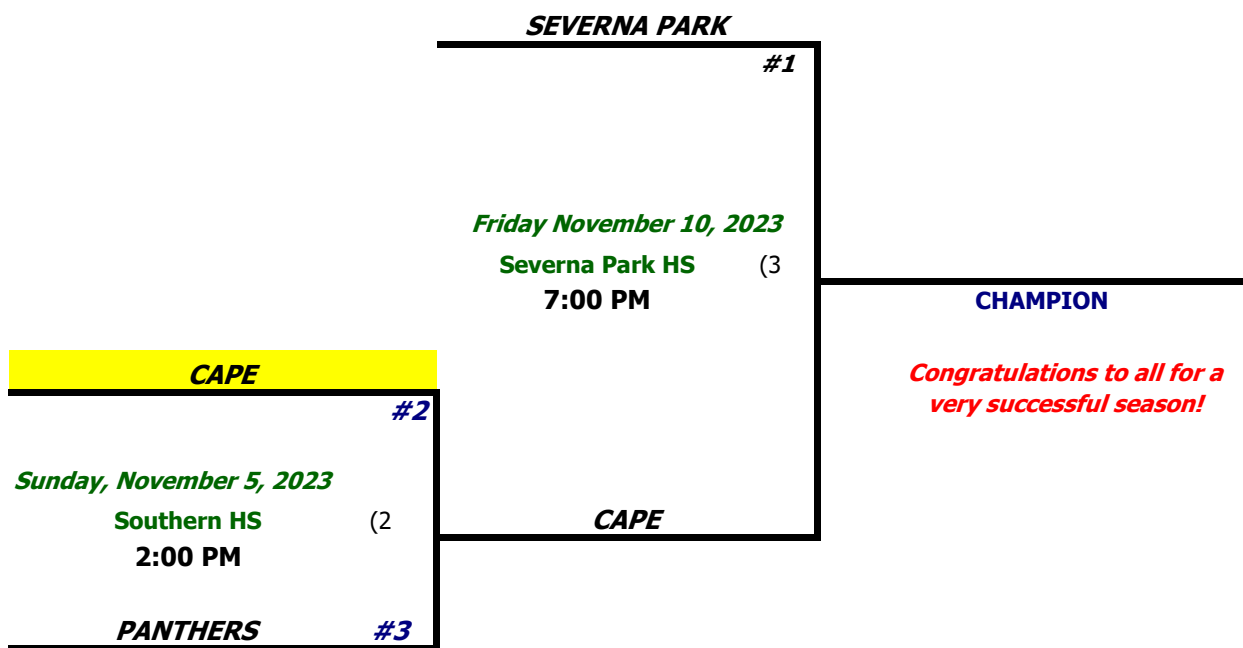 SEVERNA PARK
#1
Friday November 10, 2023
Severna Park HS (3
7:00 PM
CHAMPION
Congratulations to all for a
very successful season!
CAPE
#2
Sunday, November 5, 2023
Southern HS (2
2:00 PM
CAPE
PANTHERS #3